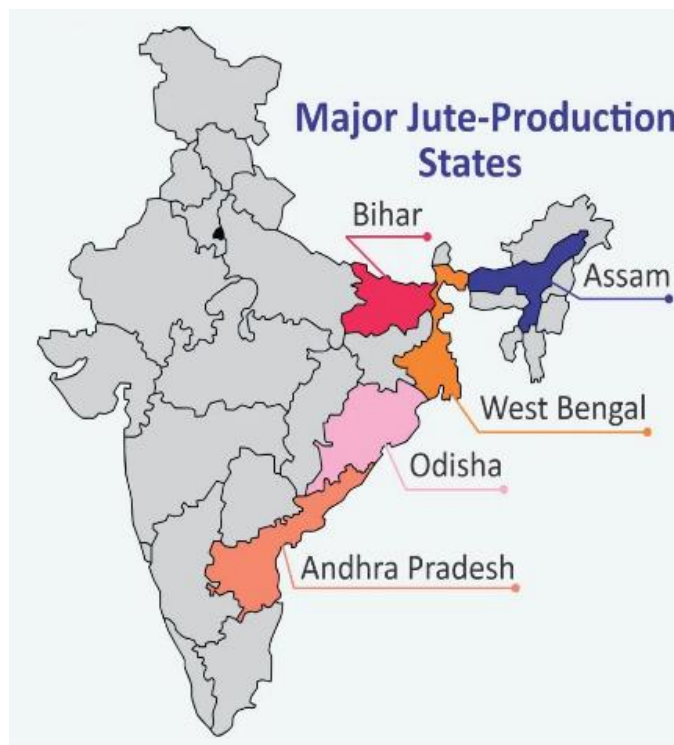 Major Jute-Production
States
Bihar
Assam
West Bengal
Odisha
Andhra Pradesh